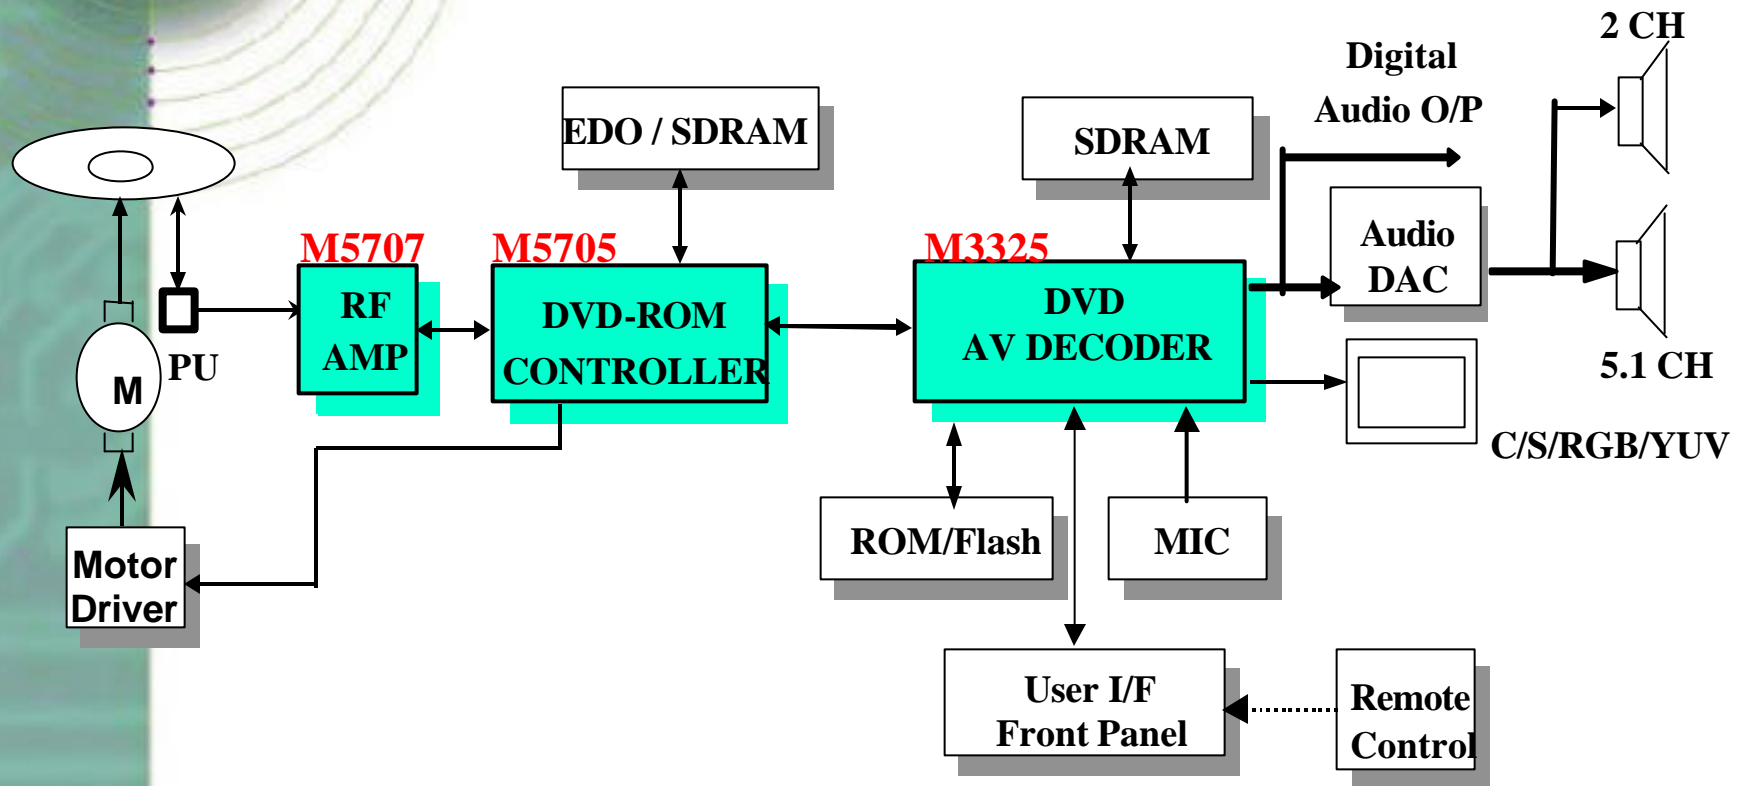 2 CH
Digital
Audio O/P
EDO / SDRAM
SDRAM
M5707
M5705
M3325
Audio
DAC
RF
AMP
DVD-ROM
CONTROLLER
DVD
AV DECODER
PU
M
5.1 CH
C/S/RGB/YUV
ROM/Flash
MIC
Motor
Driver
User I/F
Front Panel
Remote
Control